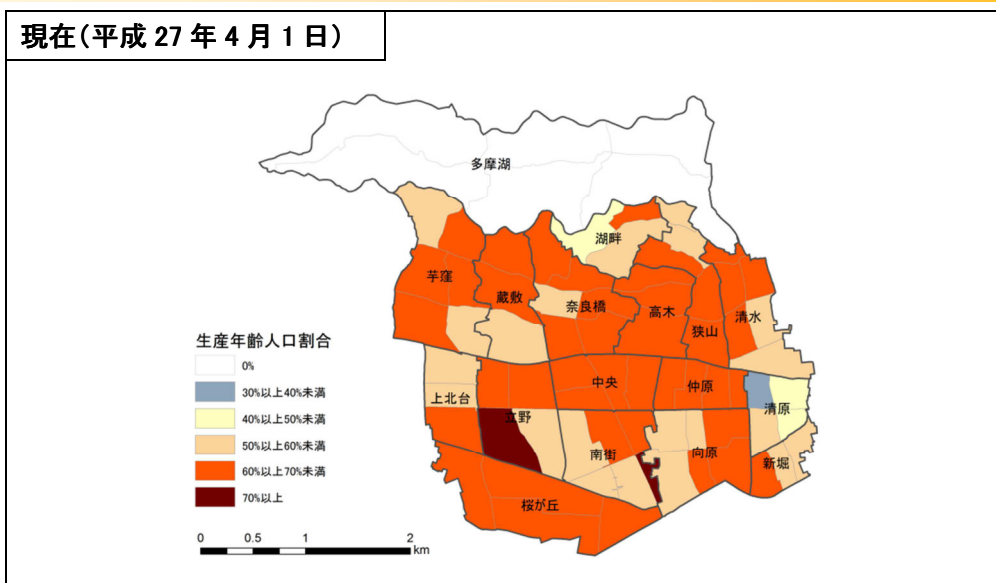 現在(平成 27 年 4 月 1 日)
多摩湖
湖畔
芋窪
蔵敷
奈良橋
高木
狭山
清水
生産年齢人口割合
0%
30%以上40%未満
40%以上50%未満
50%以上60%未満
60%以上70%未満
70%以上
上北台
中央
仲原
清原
立野
南街
向原
新堀
桜が丘
0 0.5 1 2
km